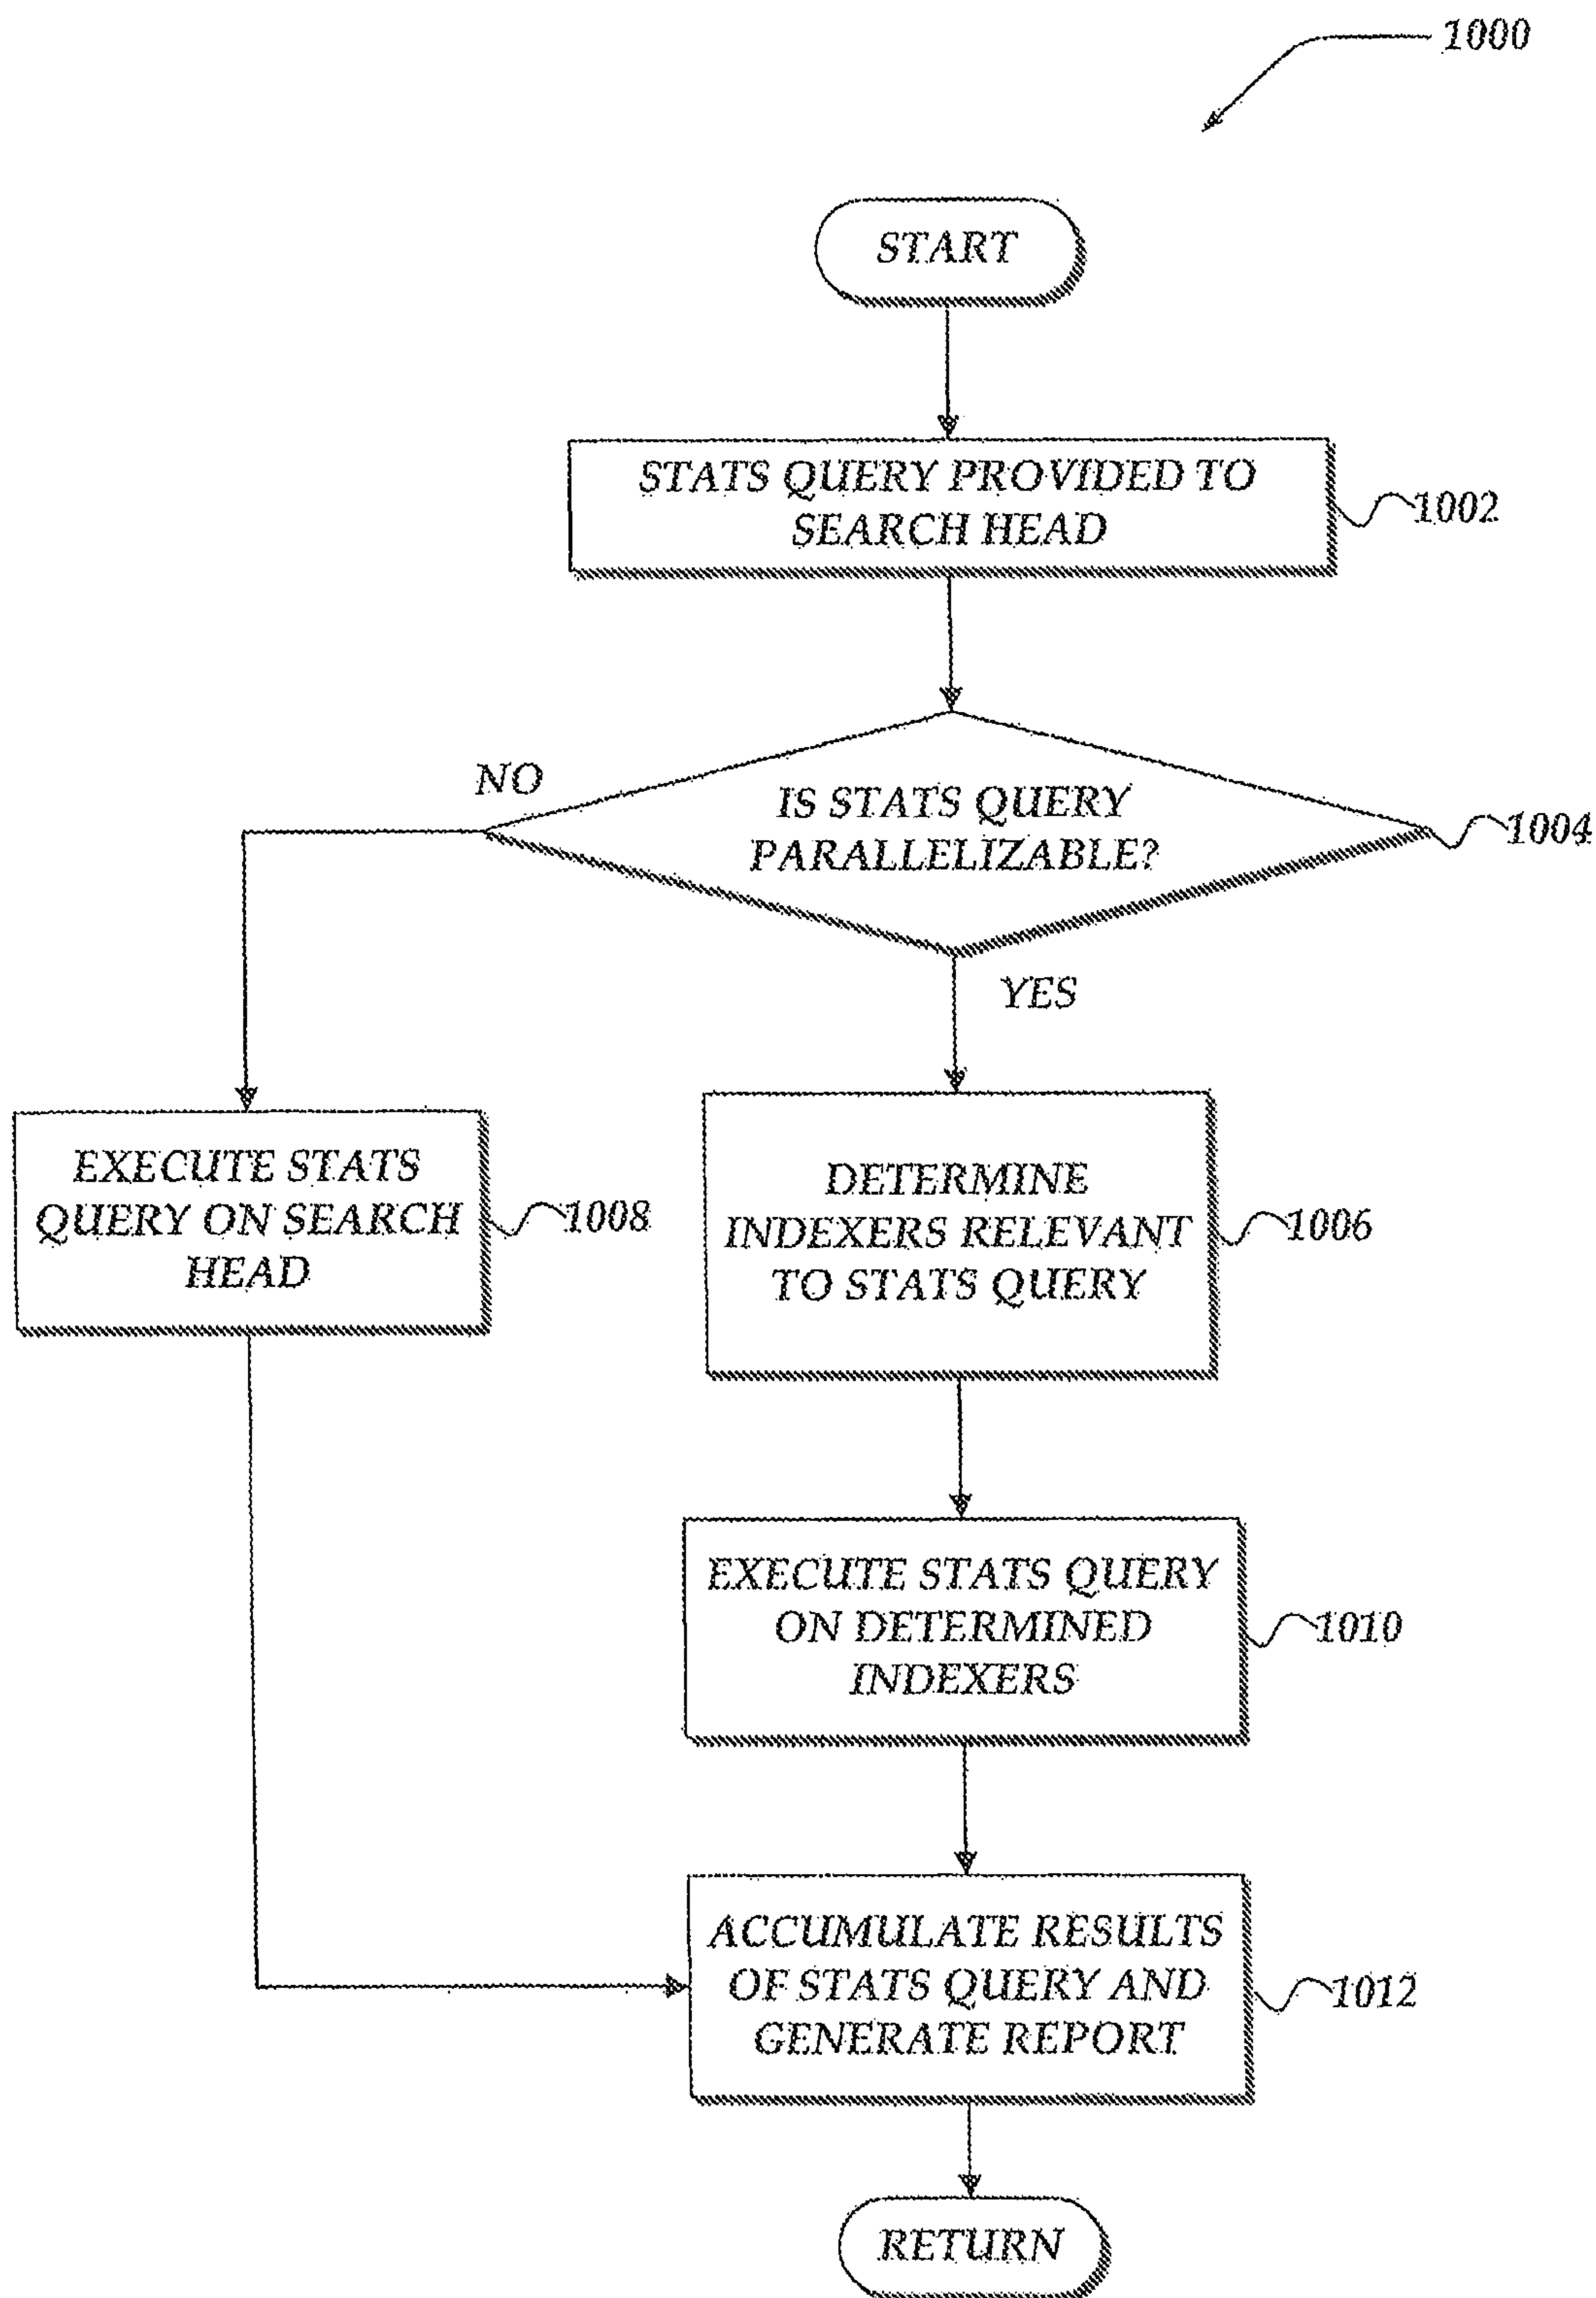 1000
START
STATS QUERY PROVIDED TO
SEARCH HEAD
1002
NO
IS STATS QUERY
PARALLELIZABLE?
1004
YES
EXECUTE STATS
QUERY ON SEARCH
HEAD
1008
DETERMINE
INDEXERS RELEVANT
TO STATS QUERY
1006
EXECUTE STATS QUERY
ON DETERMINED
INDEXERS
1010
ACCUMULATE RESULTS
OF STATS QUERY AND
GENERATE REPORT
1012
RETURN